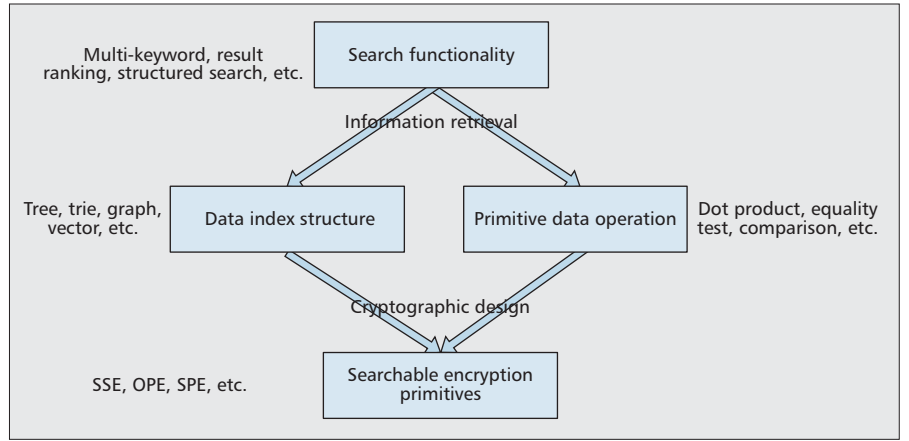 Multi-keyword, result
ranking, structured search, etc.
Search functionality
Information retrieval
Tree, trie, graph,
vector, etc.
Data index structure
Primitive data operation
Dot product, equality
test, comparison, etc.
Cryptographic design
SSE, OPE, SPE, etc.
Searchable encryption
primitives